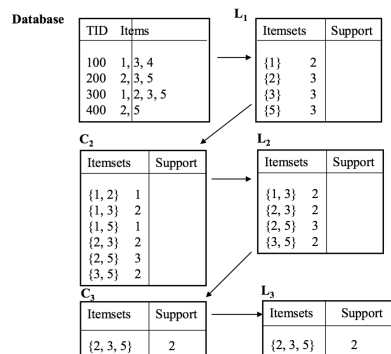 Database
TID Items
100 1, 3, 4
200 2, 3, 5
300 1, 2, 3, 5
400 2, 5
L1
Itemsets Support
{1} 2
{2} 3
{3} 3
{5} 3
C2
Itemsets Support
{1, 2} 1
{1, 3} 2
{1, 5} 1
{2, 3} 2
{2, 5} 3
{3, 5} 2
L2
Itemsets Support
{1, 3} 2
{2, 3} 2
{2, 5} 3
{3, 5} 2
C3
Itemsets Support
{2, 3, 5} 2
L3
Itemsets Support
{2, 3, 5} 2